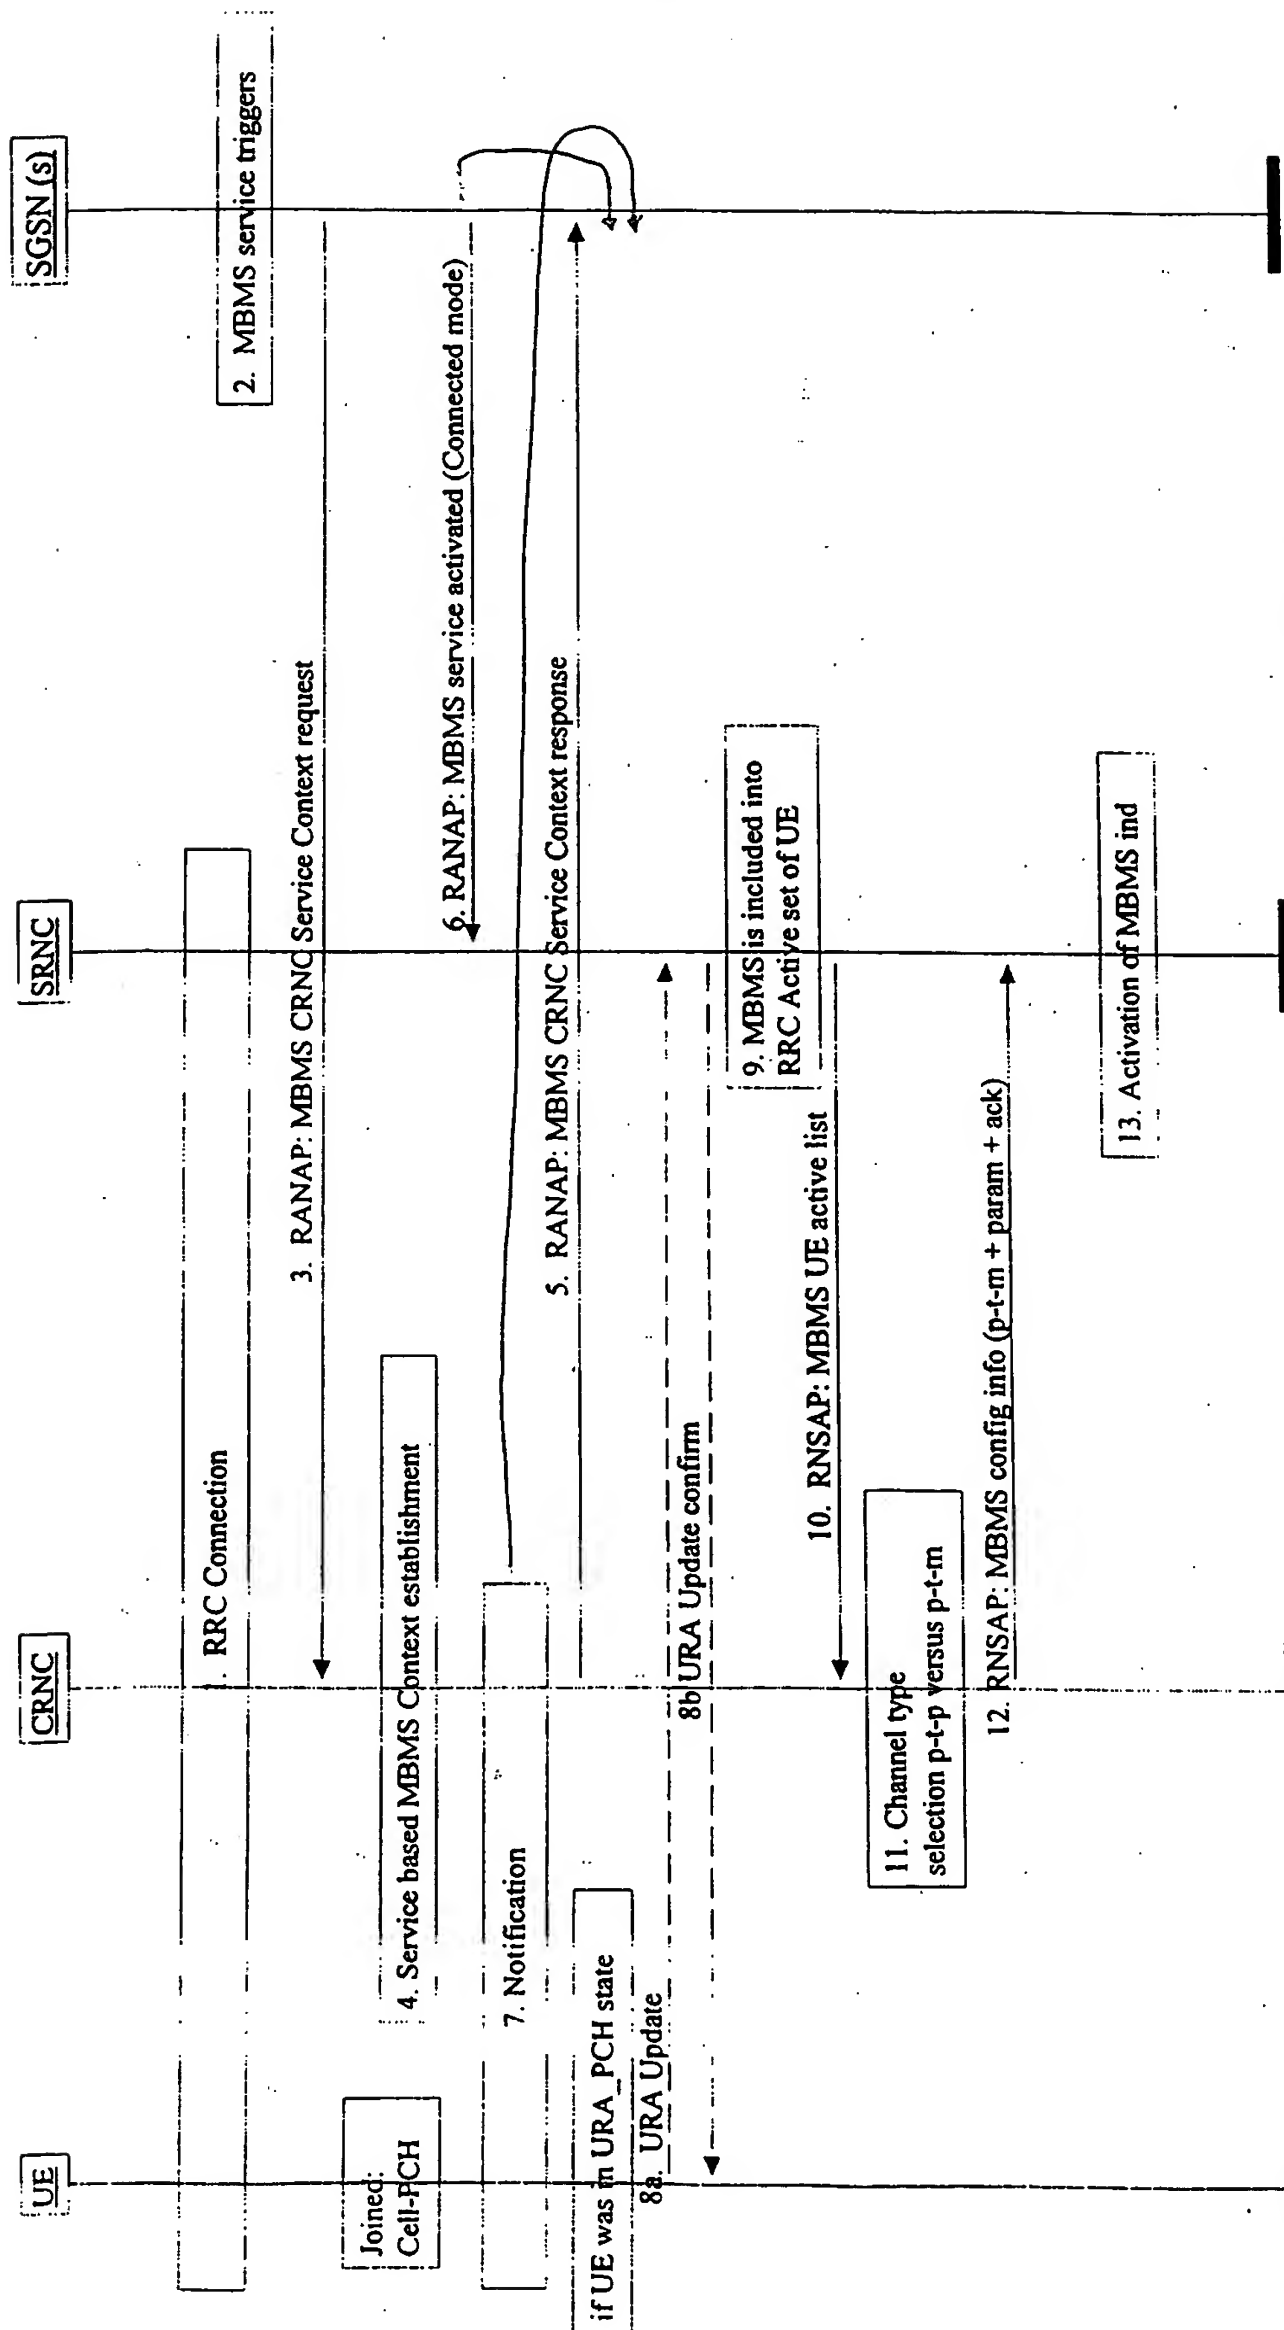 UE
CRNC
SRNC
SGSN (s)
1. RRC Connection
2. MBMS service triggers
3. RANAP: MBMS CRNC Service Context request
Joined:
Cell-PCH
4. Service based MBMS Context establishment
6. RANAP: MBMS service activated (Connected mode)
7. Notification
5. RANAP: MBMS CRNC Service Context response
if UE was in URA_PCH state
8a. URA Update
8b URA Update confirm
9. MBMS is included into
RRC Active set of UE
10. RNSAP: MBMS UE active list
11. Channel type
selection p-t-p versus p-t-m
12. RNSAP: MBMS config info (p-t-m + param + ack)
13. Activation of MBMS ind